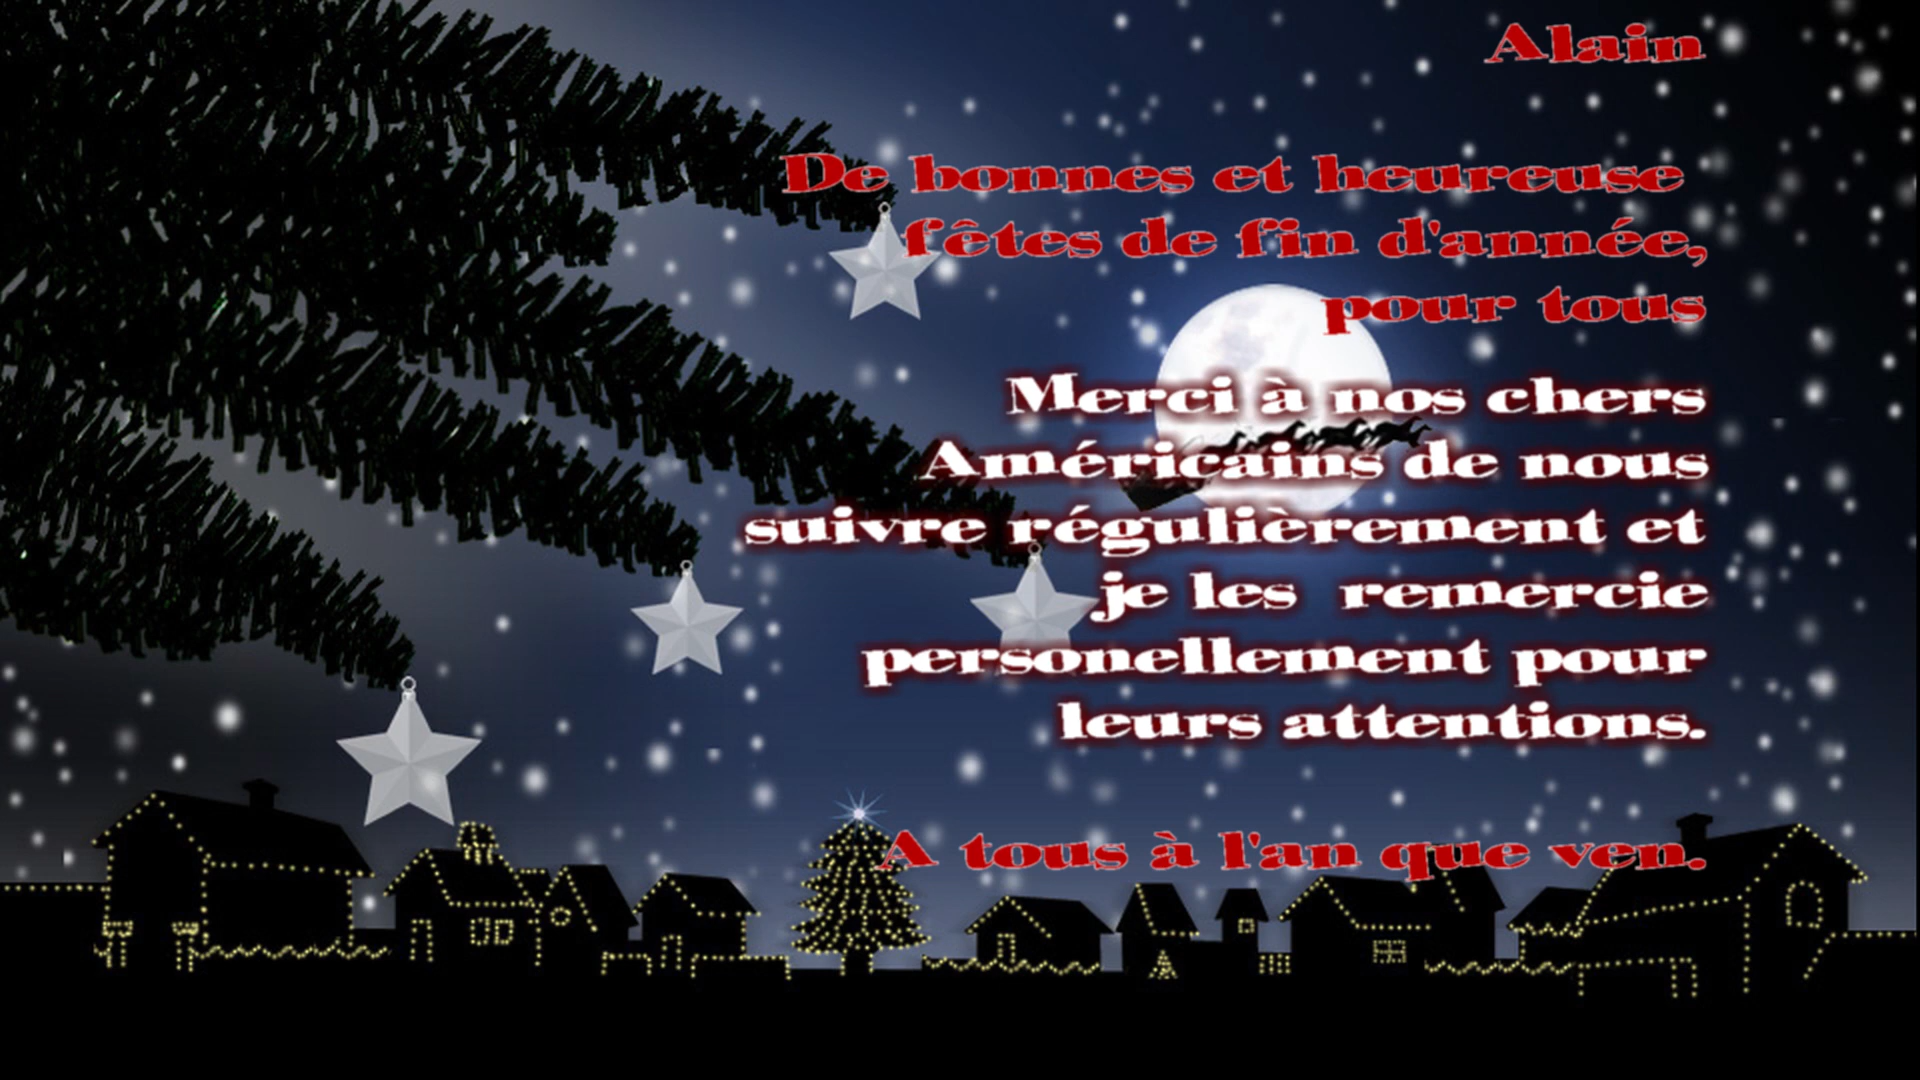 Alain
De bonnes et heureuse
fêtes de fin d'année,
pour tous
Merci à nos chers
Américains de nous
suivre régulièrement et
je les remercie
personellement pour
leurs attentions.
A tous à l'an que ven.